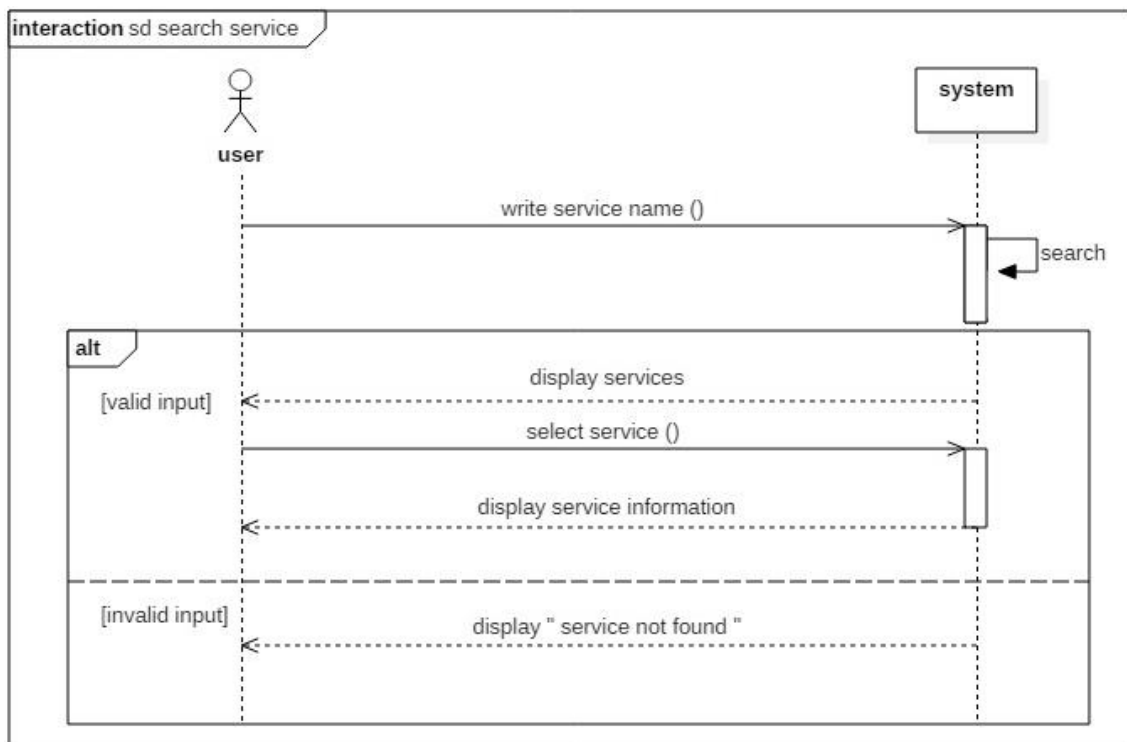 interaction sd search service
user
system
write service name ()
search
alt
[valid input]
display services
select service ()
display service information
[invalid input]
display " service not found "